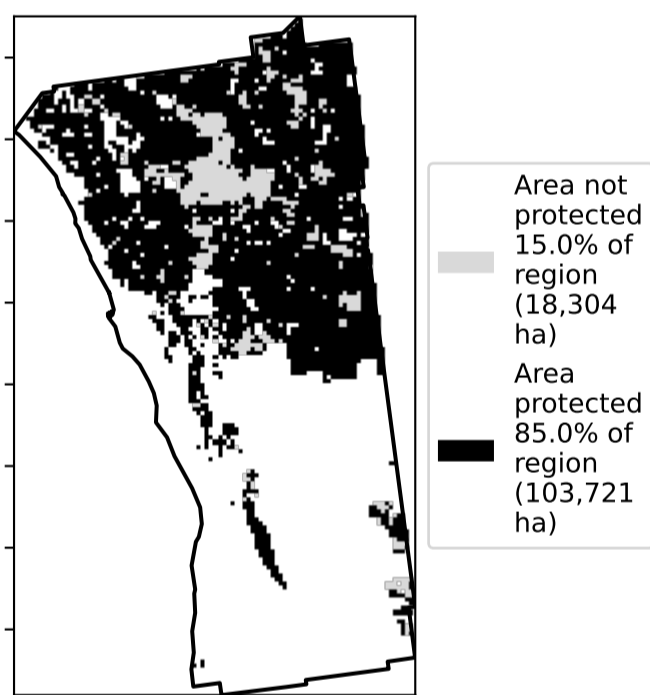 Area not
protected
15.0% of
region
(18,304
ha)
Area
protected
85.0% of
region
(103,721
ha)